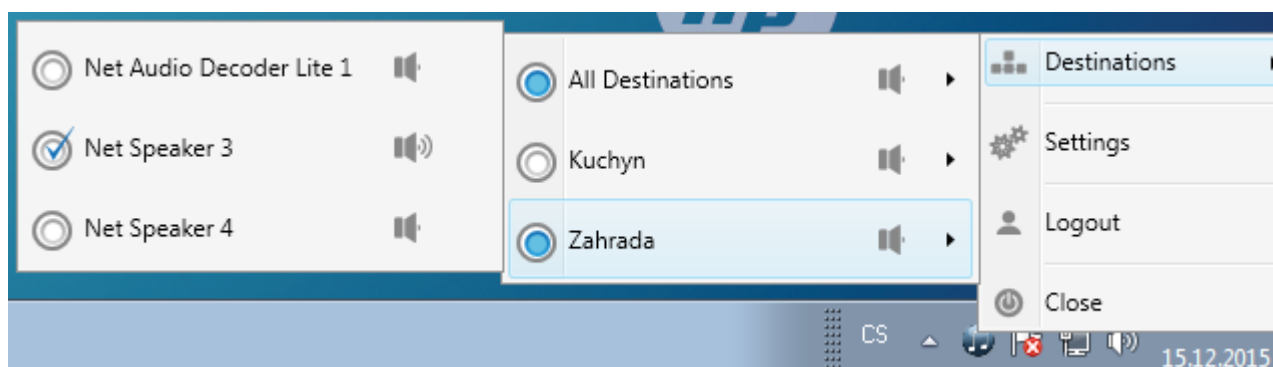 Net Audio Decoder Lite 1
Net Speaker 3
Net Speaker 4
All Destinations
Kuchyn
Zahrada
Destinations
Settings
Logout
Close
CS
15.12.2015